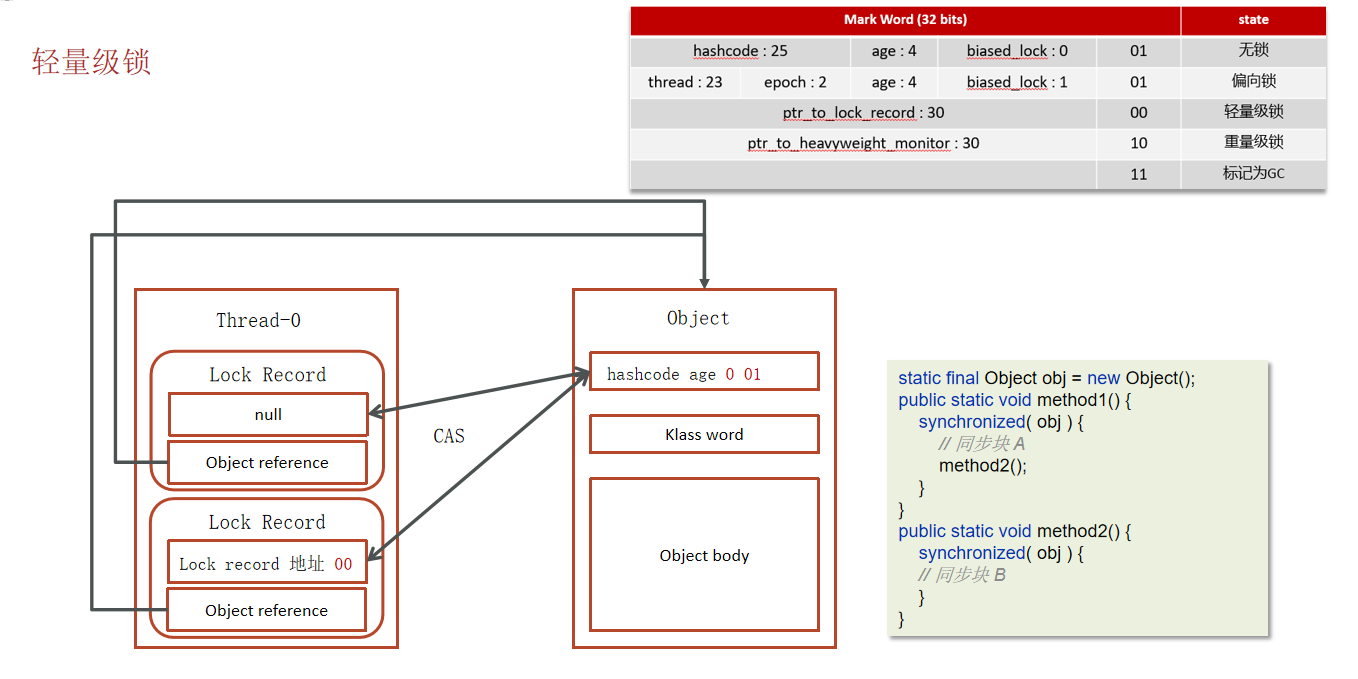 轻量级锁
Mark Word (32 bits) state
hashcode : 25 age : 4 biased_lock : 0 01 无锁
thread : 23 epoch : 2 age : 4 biased_lock : 1 01 偏向锁
ptr_to_lock_record : 30 00 轻量级锁
ptr_to_heavyweight_monitor : 30 10 重量级锁
11 标记为GC
Thread-0
Lock Record
null
Object reference
Lock Record
Lock record 地址 00
Object reference
CAS
Object
hashcode age 0 01
Klass word
Object body
static final Object obj = new Object();
public static void method1() {
synchronized( obj ) {
// 同步块 A
method2();
}
}
public static void method2() {
synchronized( obj ) {
// 同步块 B
}
}